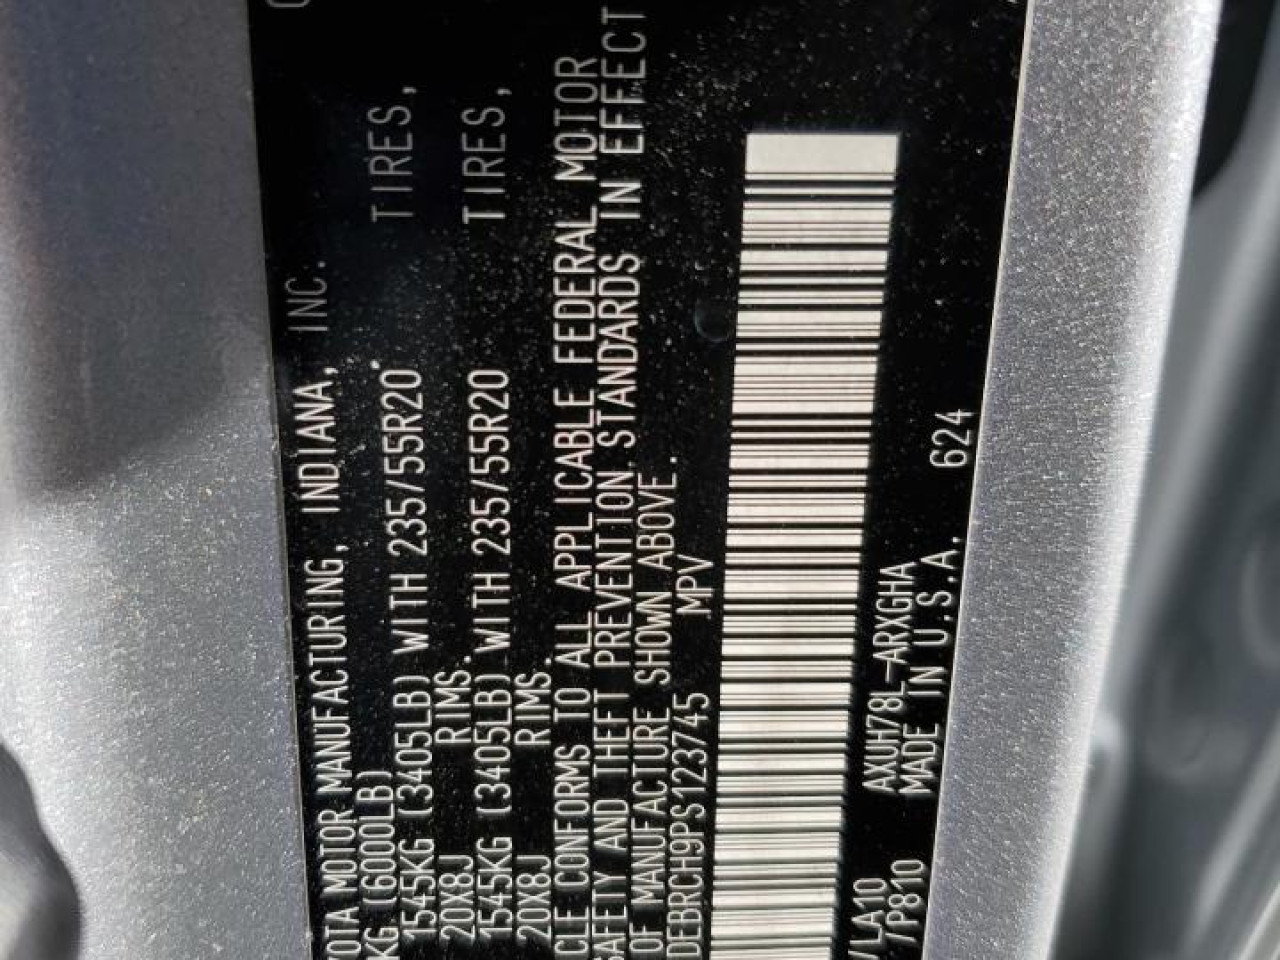 YOTA MOTOR MANUFACTURING, INDIANA, INC.
KG (6000LB)
1545KG (3405LB) WITH 235/55R20 TIRES,
20X8J RIMS.
1545KG (3405LB) WITH 235/55R20 TIRES,
20X8J RIMS.
CLE CONFORMS TO ALL APPLICABLE FEDERAL MOTOR
SAFETY AND THEFT PREVENTION STANDARDS IN EFFECT
OF MANUFACTURE SHOWN ABOVE.
DEBRCH9PS123745 MPV
/LA10 AXUH78L-ARXGHA
/P810 MADE IN U.S.A. 624